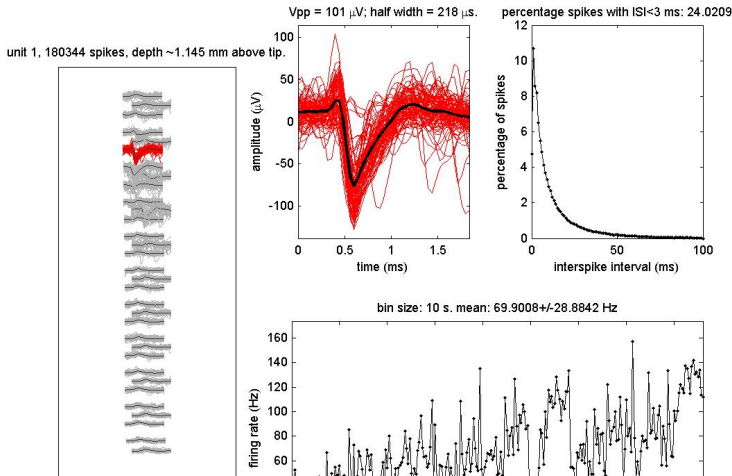 unit 1, 180344 spikes, depth ~1.145 mm above tip.
Vpp = 101 μV; half width = 218 μs.
amplitude (μV)
100
50
0
-50
-100
0
0.5
1
1.5
time (ms)
percentage spikes with ISI<3 ms: 24.0209
percentage of spikes
12
10
8
6
4
2
0
0
50
100
interspike interval (ms)
bin size: 10 s. mean: 69.9008+/-28.8842 Hz
firing rate (Hz)
160
140
120
100
80
60